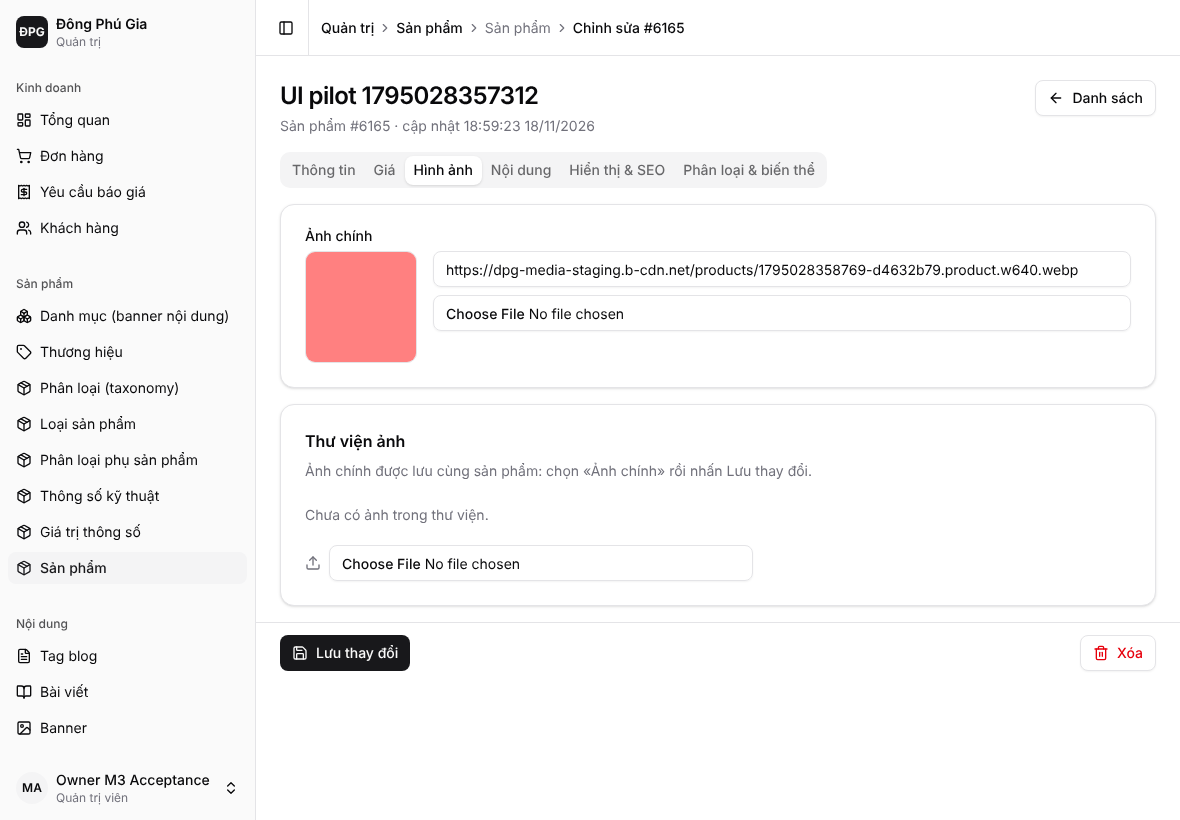 ĐPG
Đông Phú Gia
Quản trị
Kinh doanh
Tổng quan
Đơn hàng
Yêu cầu báo giá
Khách hàng
Sản phẩm
Danh mục (banner nội dung)
Thương hiệu
Phân loại (taxonomy)
Loại sản phẩm
Phân loại phụ sản phẩm
Thông số kỹ thuật
Giá trị thông số
Sản phẩm
Nội dung
Tag blog
Bài viết
Banner
MA
Owner M3 Acceptance
Quản trị viên
Quản trị > Sản phẩm > Sản phẩm > Chỉnh sửa #6165
UI pilot 1795028357312
Sản phẩm #6165 · cập nhật 18:59:23 18/11/2026
Danh sách
Thông tin Giá Hình ảnh Nội dung Hiển thị & SEO Phân loại & biến thể
Ảnh chính
https://dpg-media-staging.b-cdn.net/products/1795028358769-d4632b79.product.w640.webp
Choose File No file chosen
Thư viện ảnh
Ảnh chính được lưu cùng sản phẩm: chọn «Ảnh chính» rồi nhấn Lưu thay đổi.
Chưa có ảnh trong thư viện.
Choose File No file chosen
Lưu thay đổi
Xóa